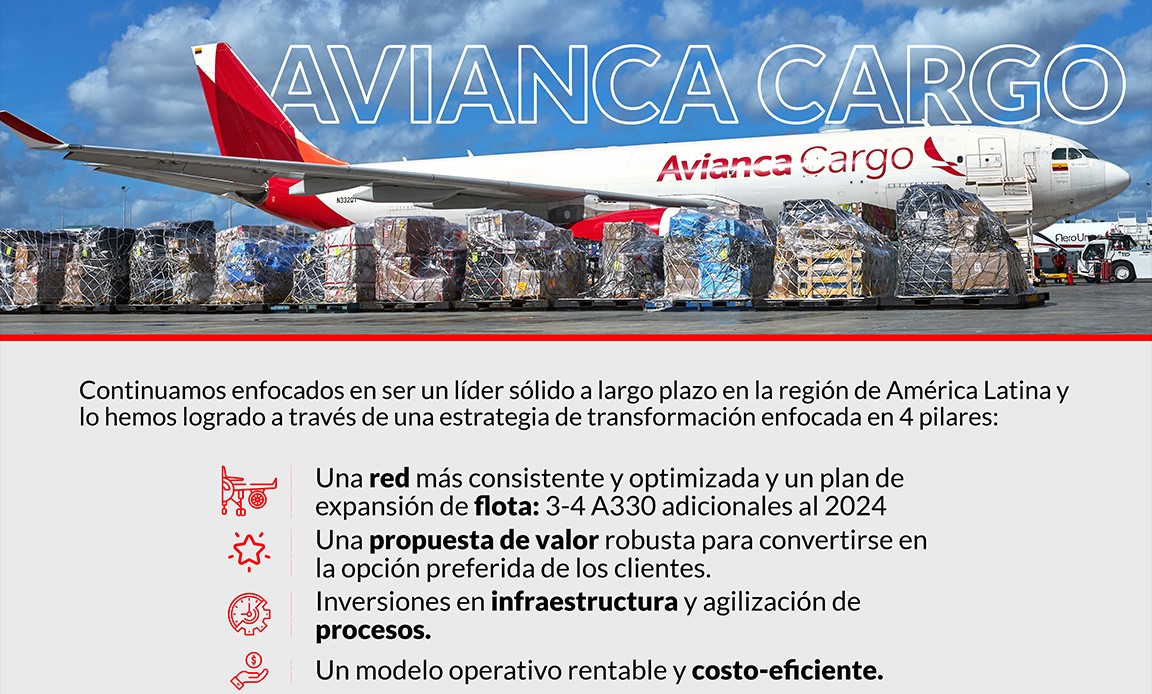 AVIANCA CARGO
Avianca Cargo
N332QT
AeroUn
Continuamos enfocados en ser un líder sólido a largo plazo en la región de América Latina y
lo hemos logrado a través de una estrategia de transformación enfocada en 4 pilares:
Una red más consistente y optimizada y un plan de
expansión de flota: 3-4 A330 adicionales al 2024
Una propuesta de valor robusta para convertirse en
la opción preferida de los clientes.
Inversiones en infraestructura y agilización de
procesos.
$
Un modelo operativo rentable y costo-eficiente.